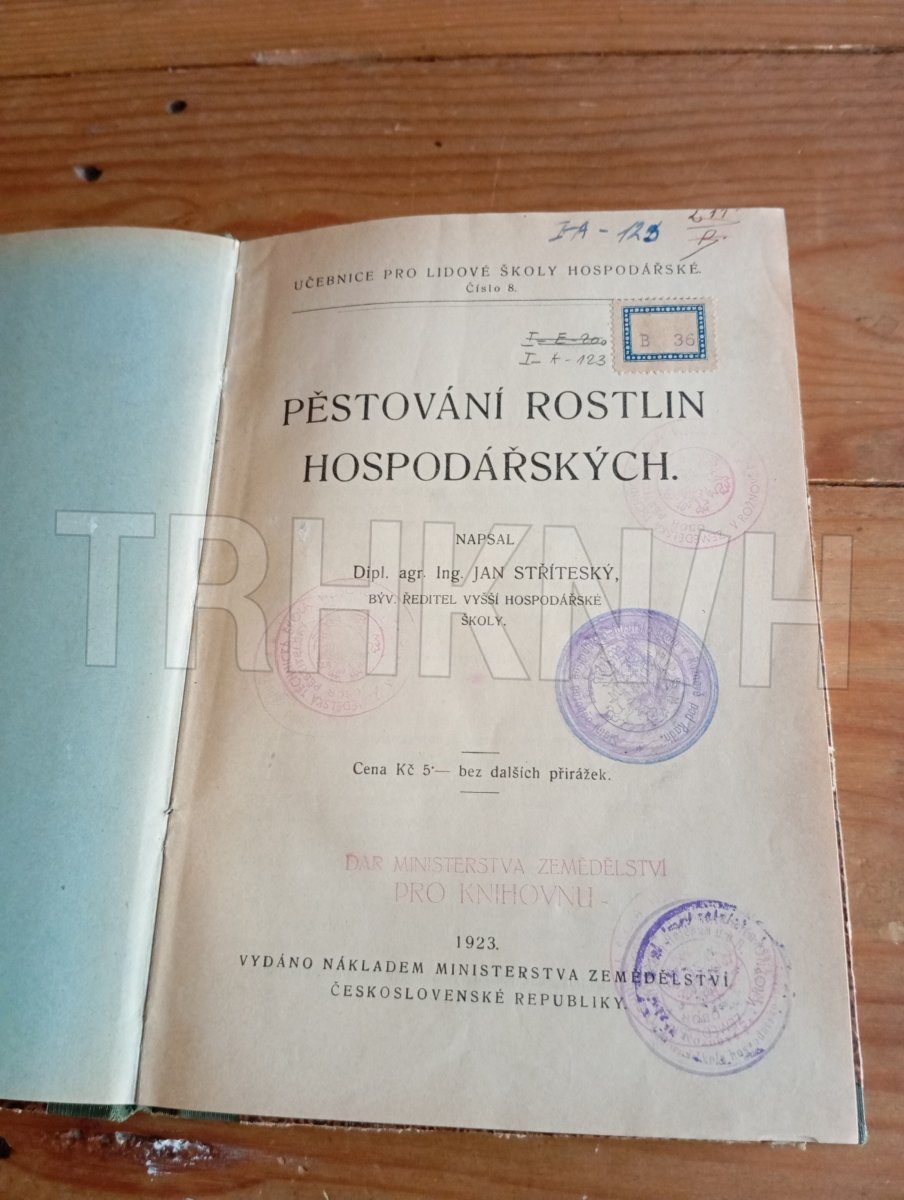 I-A - 123
UČEBNICE PRO LIDOVÉ ŠKOLY HOSPODÁŘSKÉ.
Číslo 8.
I-E-20
I-A-123
B 36
PĚSTOVÁNÍ ROSTLIN
HOSPODÁŘSKÝCH.
NAPSAL
Dipl. agr. Ing. JAN STŘÍTESKÝ,
BÝV. ŘEDITEL VYŠŠÍ HOSPODÁŘSKÉ
ŠKOLY.
TRHKNIH
Cena Kč 5·— bez dalších přirážek.
DAR MINISTERSTVA ZEMĚDĚLSTVÍ
PRO KNIHOVNU -
1923.
VYDÁNO NÁKLADEM MINISTERSTVA ZEMĚDĚLSTVÍ
ČESKOSLOVENSKÉ REPUBLIKY.